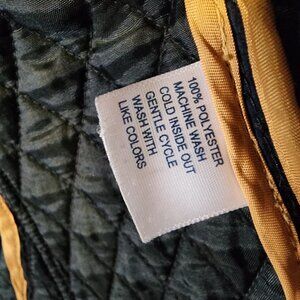 100% POLYESTER
MACHINE WASH
COLD INSIDE OUT
GENTLE CYCLE
WASH WITH
LIKE COLORS